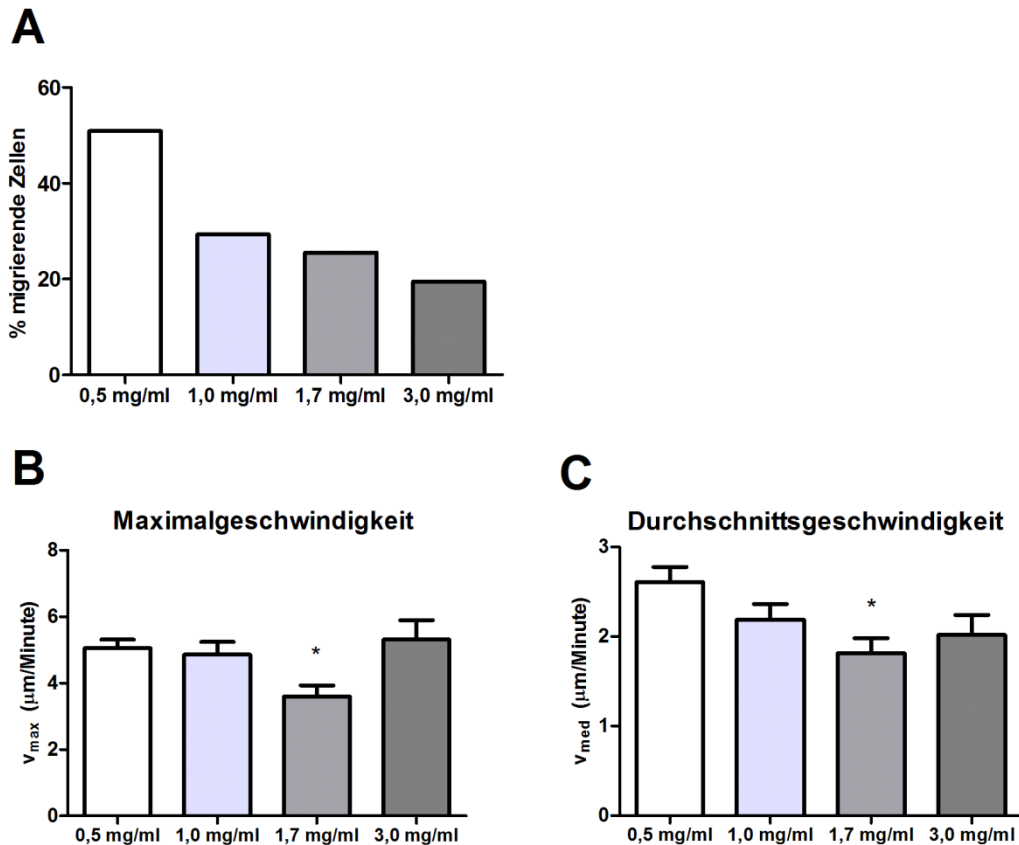 A
% migrierende Zellen
60
40
20
0
0,5 mg/ml 1,0 mg/ml 1,7 mg/ml 3,0 mg/ml
B
Maximalgeschwindigkeit
vmax (µm/Minute)
8
6
4
2
0
*
0,5 mg/ml 1,0 mg/ml 1,7 mg/ml 3,0 mg/ml
C
Durchschnittsgeschwindigkeit
vmed (µm/Minute)
3
2
1
0
*
0,5 mg/ml 1,0 mg/ml 1,7 mg/ml 3,0 mg/ml